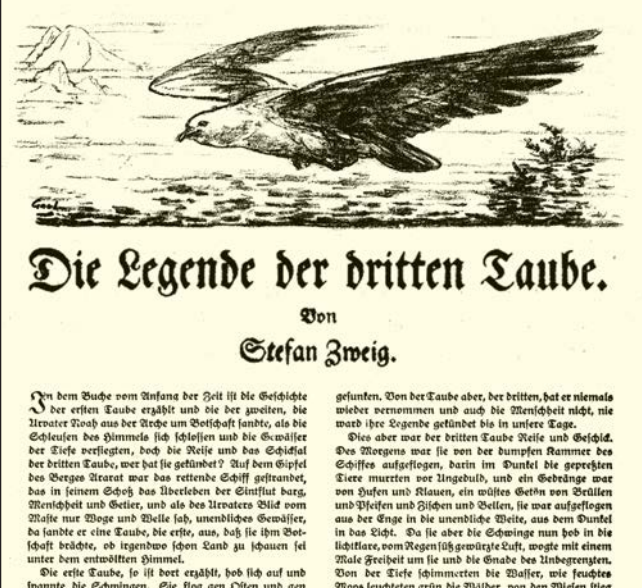 Die Legende der dritten Taube.
Von
Stefan Zweig.
In dem Buche vom Anfang der Zeit ist die Geschichte
der ersten Taube erzählt und die der zweiten, die
Urvater Noah aus der Arche um Botschaft sandte, als die
Schleusen des Himmels sich schlossen und die Gewässer
der Tiefe versiegten, doch die Reise und das Schicksal
der dritten Taube, wer hat sie gekündet? Auf dem Gipfel
des Berges Ararat war das rettende Schiff gestrandet,
das in seinem Schoß das Überleben der Sintflut barg,
Menschheit und Getier, und als des Urvaters Blick vom
Maste nur Woge und Welle sah, unendliches Gewässer,
da sandte er eine Taube, die erste, aus, daß sie ihm Bot-
schaft brächte, ob irgendwo schon Land zu schauen sei
unter dem entwölkten Himmel.
Die erste Taube, so ist dort erzählt, hob sich auf und
spannte die Schwingen. Sie flog gen Osten und gen
gesunken. Von der Taube aber, der dritten, hat er niemals
wieder vernommen und auch die Menschheit nicht, nie
ward ihre Legende gekündet bis in unsere Tage.
Dies aber war der dritten Taube Reise und Geschick.
Des Morgens war sie von der dumpfen Kammer des
Schiffes aufgeflogen, darin im Dunkel die gepreßten
Tiere murrten vor Ungeduld, und ein Gedränge war
von Hufen und Klauen, ein wüstes Getön von Brüllen
und Pfeifen und Zischen und Bellen, sie war aufgeflogen
aus der Enge in die unendliche Weite, aus dem Dunkel
in das Licht. Da sie aber die Schwinge nun hob in die
lichtklare, vom Regen süß gewürzte Luft, wogte mit einem
Male Freiheit um sie und die Gnade des Unbegrenzten.
Von der Tiefe schimmerten die Wasser, wie feuchtes
Moos leuchteten grün die Wälder, von den Wiesen stieg